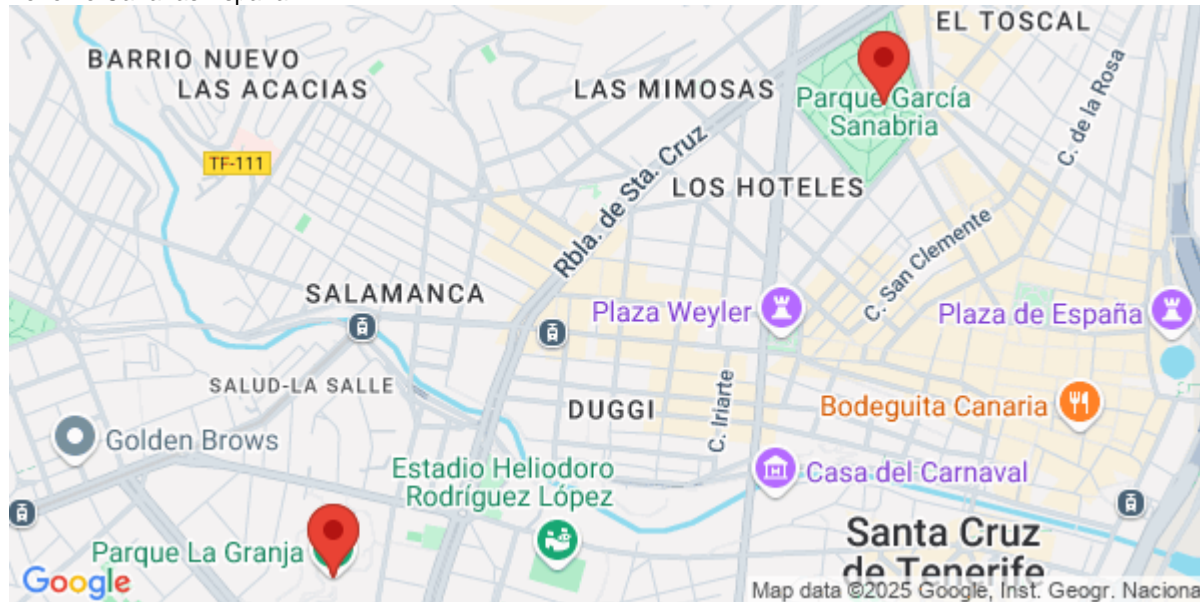 EL TOSCAL
BARRIO NUEVO
LAS ACACIAS
LAS MIMOSAS
Parque García
Sanabria
C. de la Rosa
TF-111
Rbla. de Sta. Cruz
LOS HOTELES
C. San Clemente
SALAMANCA
Plaza Weyler
Plaza de España
SALUD-LA SALLE
DUGGI
C. Iriarte
Bodeguita Canaria
Golden Brows
Estadio Heliodoro
Rodríguez López
Casa del Carnaval
Santa Cruz
de Tenerife
Parque La Granja
Google
Map data ©2025 Google, Inst. Geogr. Naciona